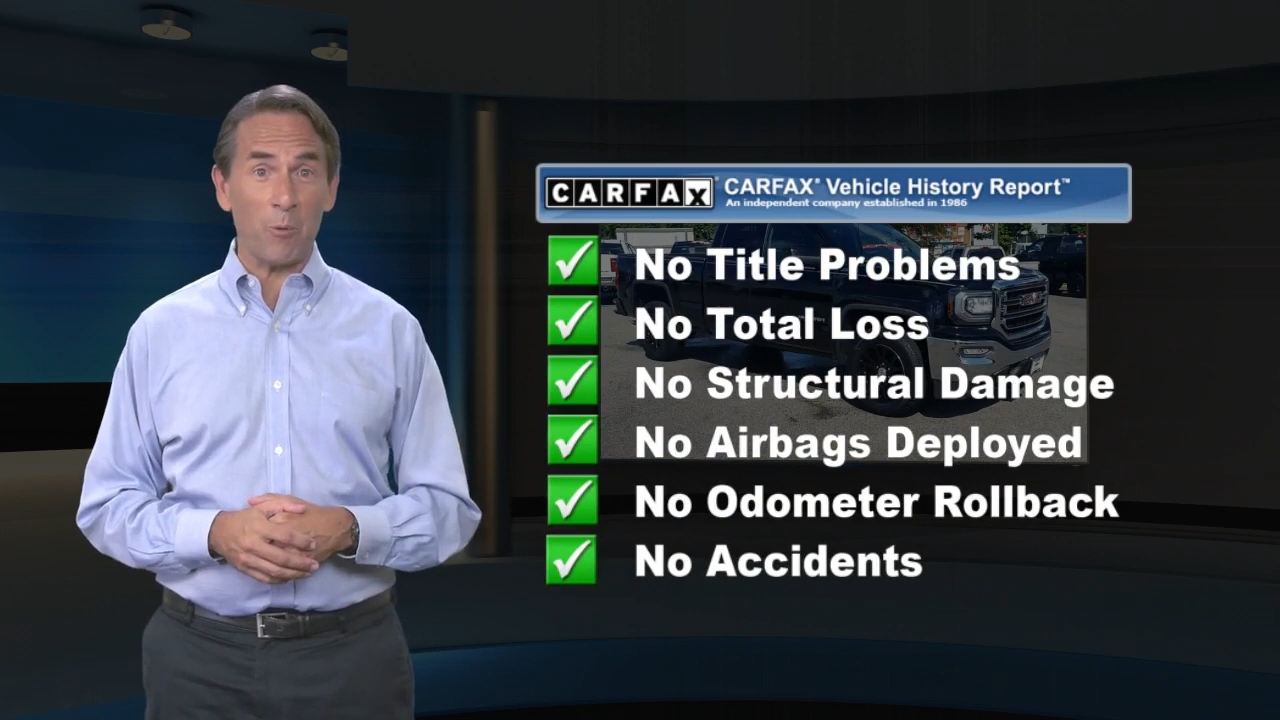 CARFAX
CARFAX® Vehicle History Report™
An independent company established in 1986
No Title Problems
No Total Loss
No Structural Damage
No Airbags Deployed
No Odometer Rollback
No Accidents
GMC